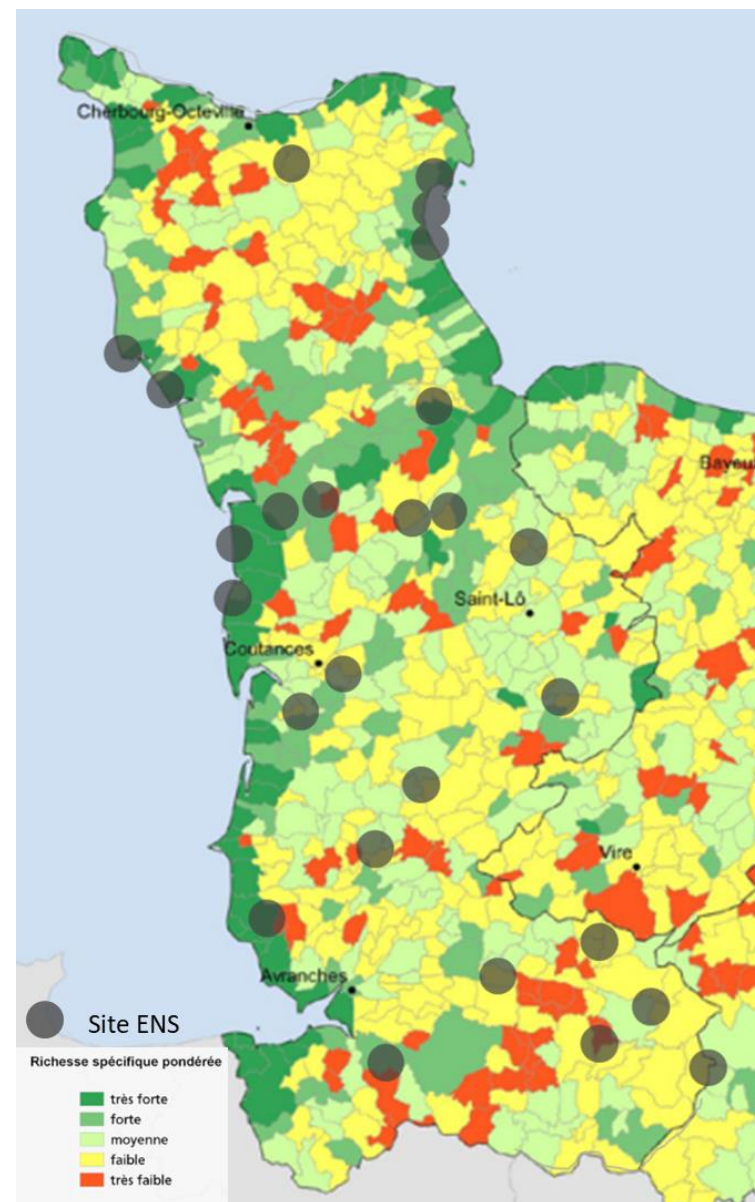 Cherbourg-Octeville
Bayeux
Saint-Lô
Coutances
Vire
Avranches
Site ENS
Richesse spécifique pondérée
très forte
forte
moyenne
faible
très faible